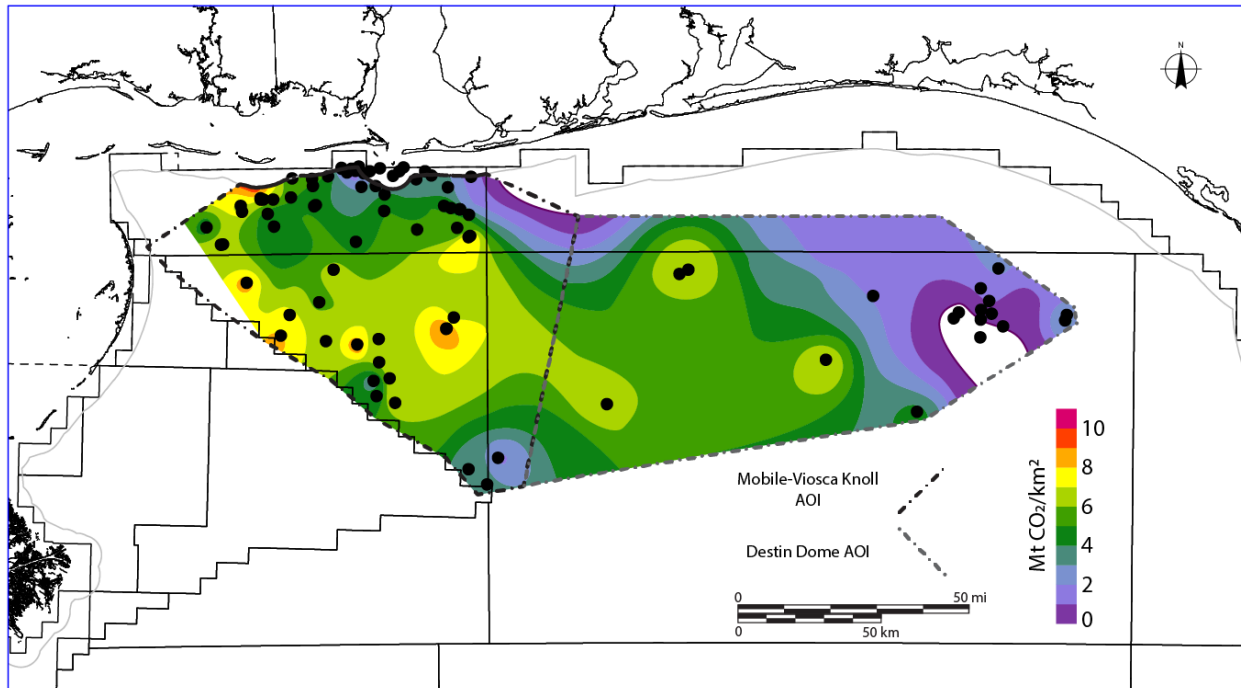 N
10
8
6
4
2
0
Mt CO₂/km²
Mobile-Viosca Knoll
AOI
Destin Dome AOI
0 50 mi
0 50 km